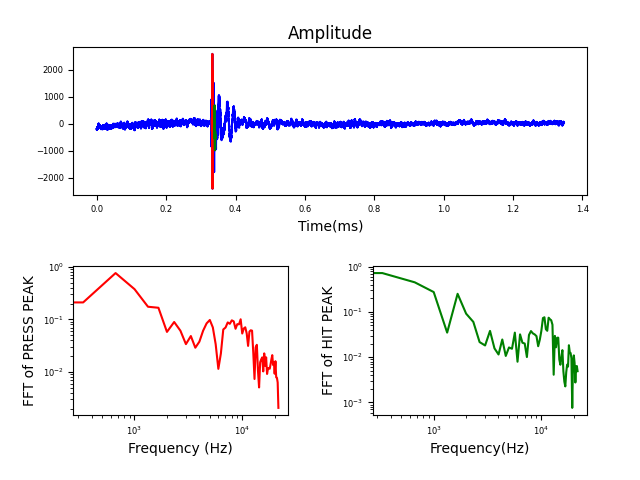 Amplitude
2000
1000
0
−1000
−2000
0.0 0.2 0.4 0.6 0.8 1.0 1.2 1.4
Time(ms)
FFT of PRESS PEAK
10⁰
10⁻¹
10⁻²
10³ 10⁴
Frequency (Hz)
FFT of HIT PEAK
10⁰
10⁻¹
10⁻²
10⁻³
10³ 10⁴
Frequency(Hz)